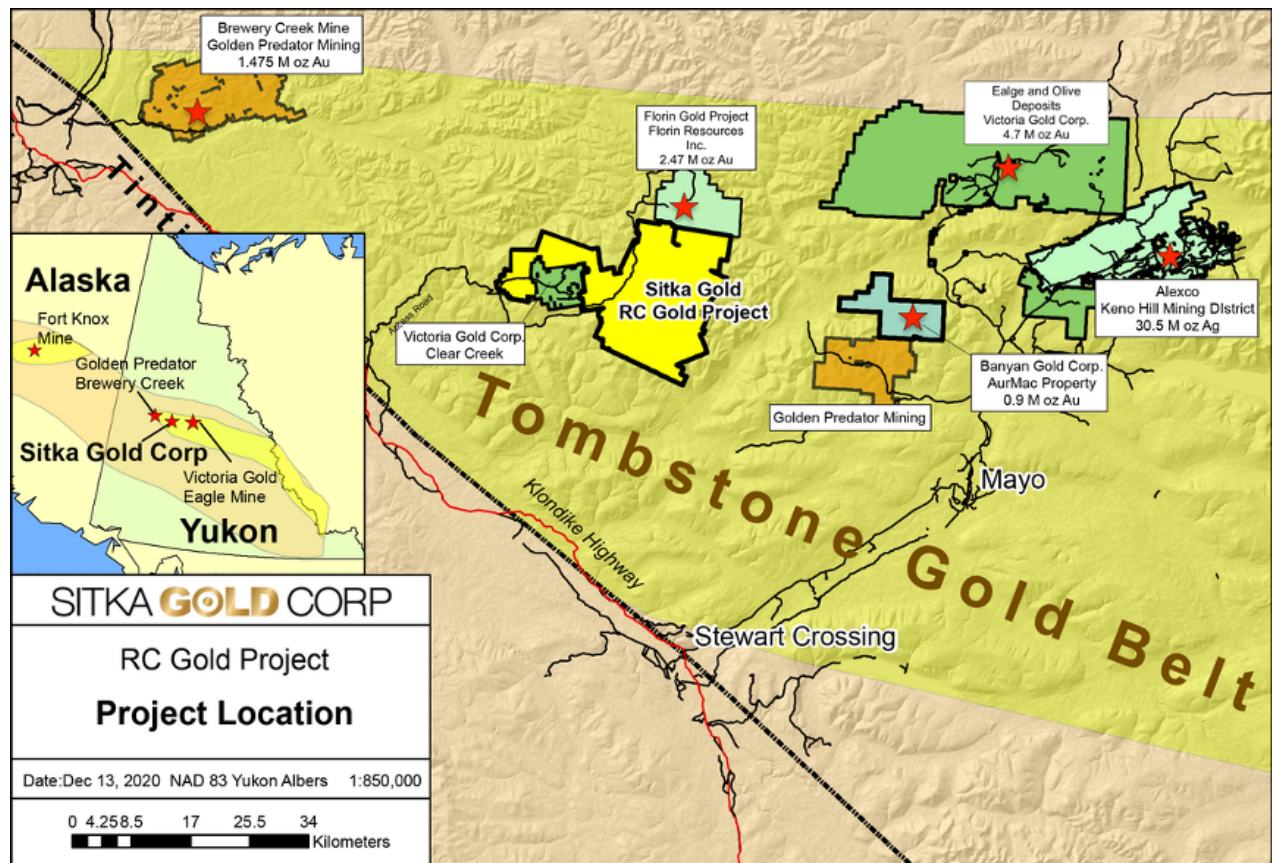 Brewery Creek Mine
Golden Predator Mining
1.475 M oz Au
Florin Gold Project
Florin Resources
Inc.
2.47 M oz Au
Ealge and Olive
Deposits
Victoria Gold Corp.
4.7 M oz Au
Tinti
Sitka Gold
RC Gold Project
Access Road
Victoria Gold Corp.
Clear Creek
Alexco
Keno Hill Mining DIstrict
30.5 M oz Ag
Banyan Gold Corp.
AurMac Property
0.9 M oz Au
Golden Predator Mining
Tombstone Gold Belt
Mayo
Klondike Highway
Stewart Crossing
Alaska
Fort Knox
Mine
Golden Predator
Brewery Creek
Sitka Gold Corp
Victoria Gold
Eagle Mine
Yukon
SITKA GOLD CORP
RC Gold Project
Project Location
Date:Dec 13, 2020 NAD 83 Yukon Albers 1:850,000
0 4.25 8.5 17 25.5 34
Kilometers